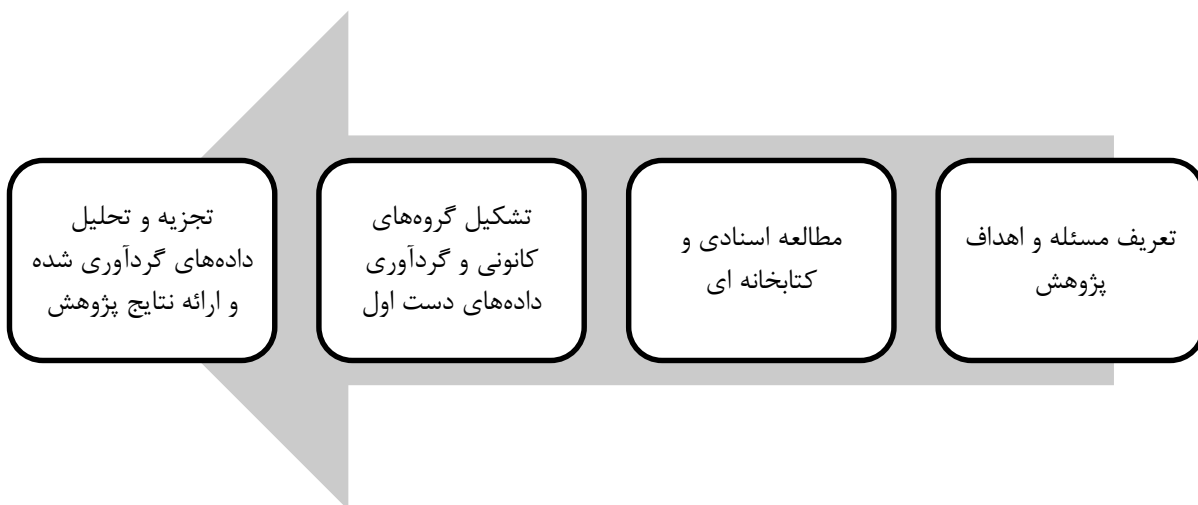 تعریف مسئله و اهداف
پژوهش
مطالعه اسنادی و
کتابخانه ای
تشکیل گروه‌های
کانونی و گردآوری
داده‌های دست اول
تجزیه و تحلیل
داده‌های گردآوری شده
و ارائه نتایج پژوهش